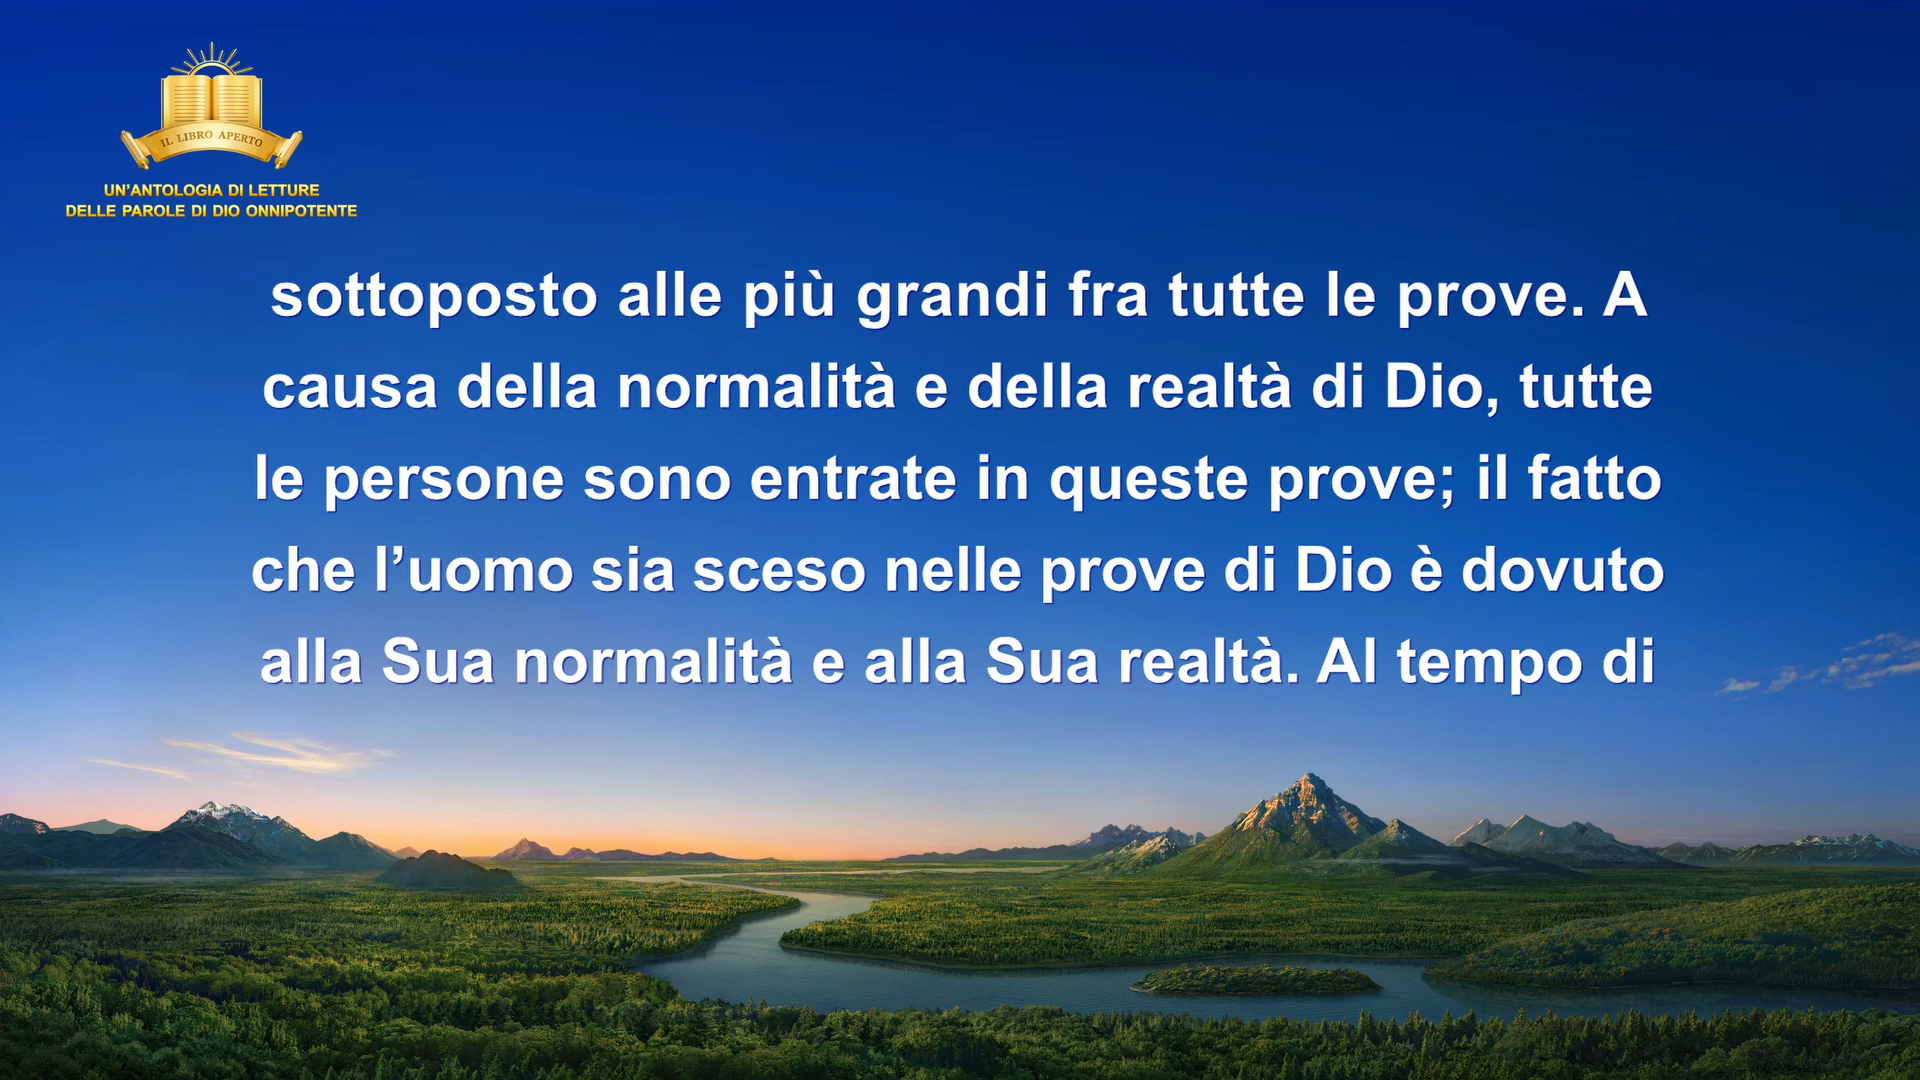 IL LIBRO APERTO
UN’ANTOLOGIA DI LETTURE
DELLE PAROLE DI DIO ONNIPOTENTE
sottoposto alle più grandi fra tutte le prove. A
causa della normalità e della realtà di Dio, tutte
le persone sono entrate in queste prove; il fatto
che l’uomo sia sceso nelle prove di Dio è dovuto
alla Sua normalità e alla Sua realtà. Al tempo di